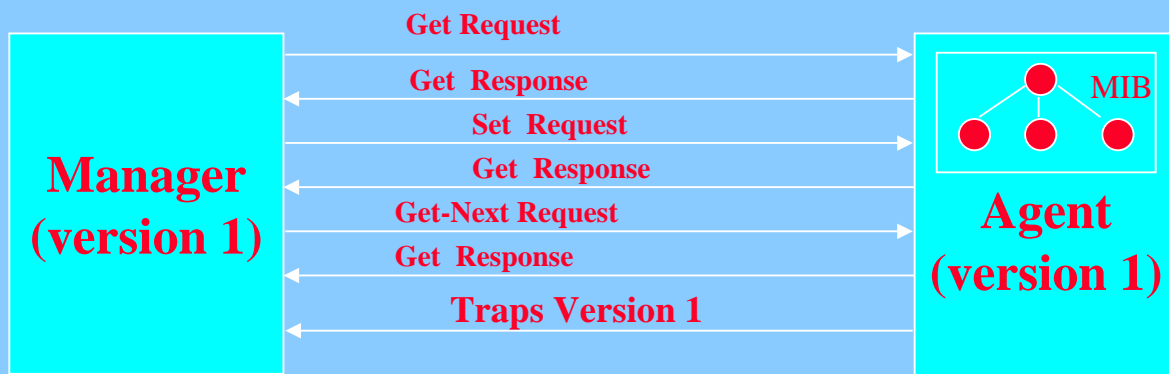 Get Request
Get Response
MIB
Set Request
Manager
(version 1)
Get Response
Get-Next Request
Agent
(version 1)
Get Response
Traps Version 1